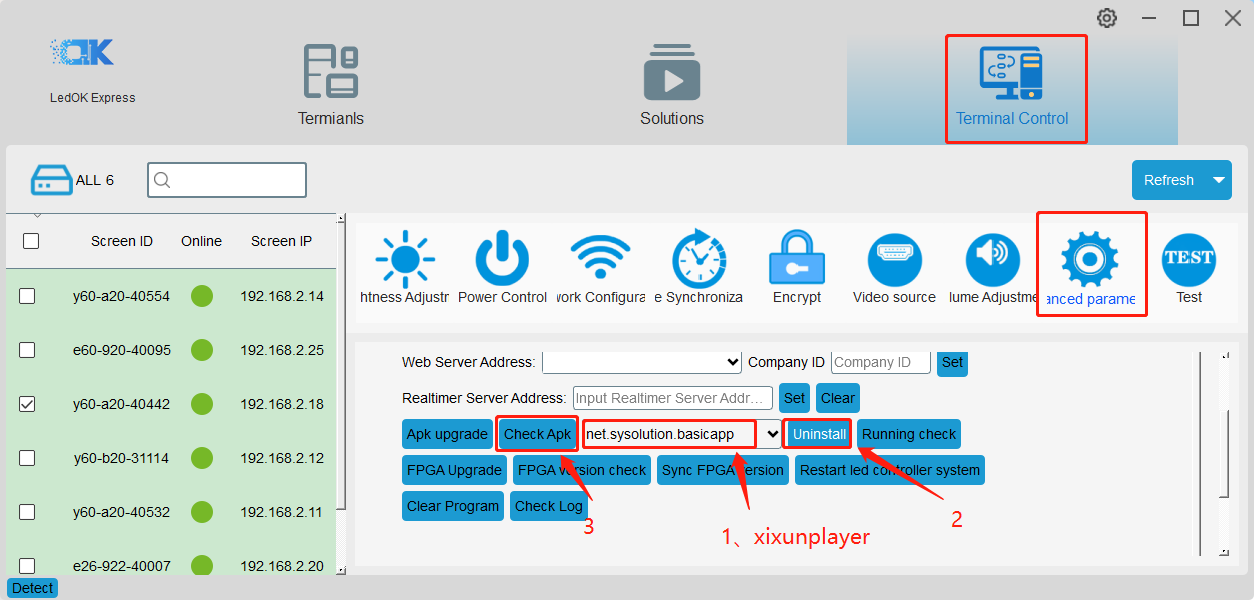 LedOK Express
Termianls
Solutions
Terminal Control
ALL 6
Refresh
Screen ID Online Screen IP
y60-a20-40554 192.168.2.14
e60-920-40095 192.168.2.25
y60-a20-40442 192.168.2.18
y60-b20-31114 192.168.2.12
y60-a20-40532 192.168.2.11
e26-922-40007 192.168.2.20
Detect
htness Adjustr Power Control work Configura e Synchroniza Encrypt Video source lume Adjustme anced parame TEST Test
Web Server Address: Company ID Company ID Set
Realtimer Server Address: Input Realtimer Server Addr... Set Clear
Apk upgrade Check Apk net.sysolution.basicapp Uninstall Running check
FPGA Upgrade FPGA version check Sync FPGA version Restart led controller system
Clear Program Check Log
3
1、xixunplayer
2